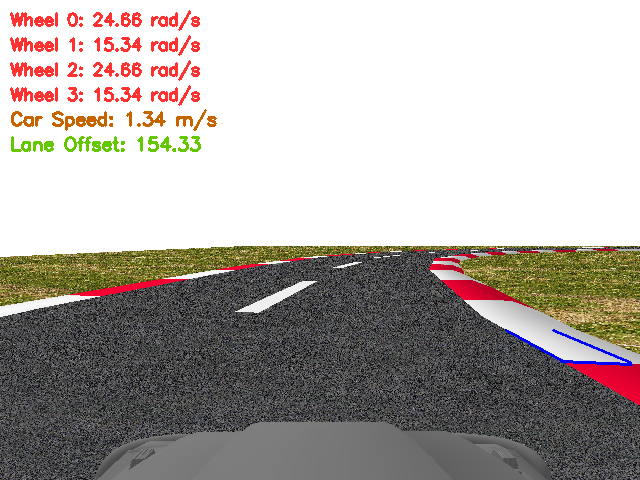 Wheel 0: 24.66 rad/s
Wheel 1: 15.34 rad/s
Wheel 2: 24.66 rad/s
Wheel 3: 15.34 rad/s
Car Speed: 1.34 m/s
Lane Offset: 154.33